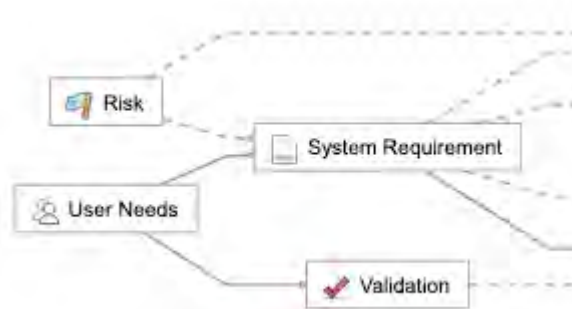 Risk
System Requirement
User Needs
Validation